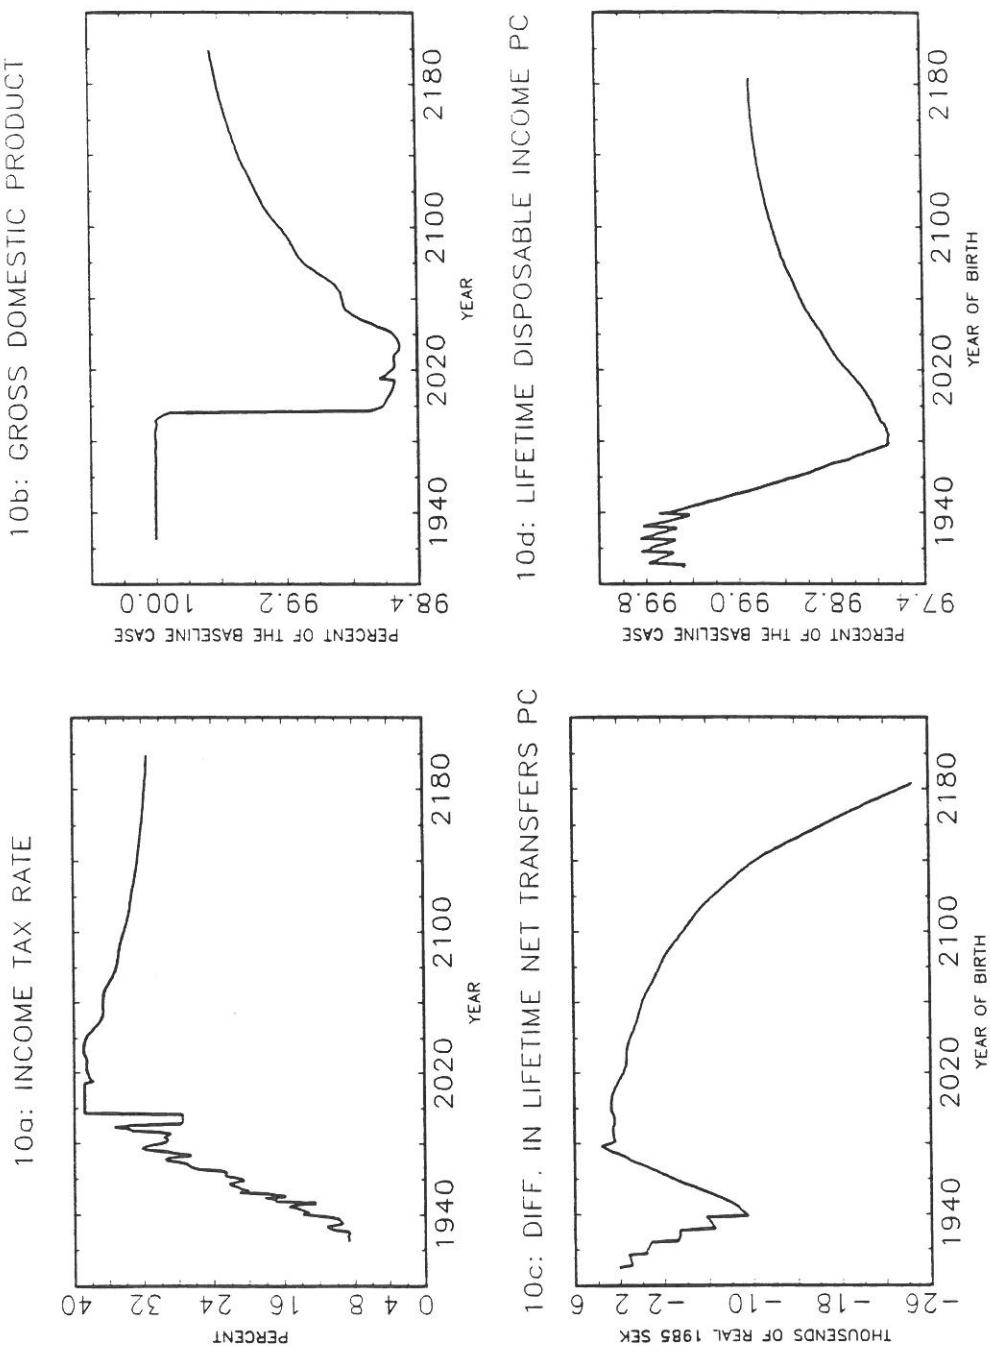 10a: INCOME TAX RATE
PERCENT
40
32
24
16
8
0
1940 2020 2100 2180
YEAR
10b: GROSS DOMESTIC PRODUCT
PERCENT OF THE BASELINE CASE
100.0
99.2
98.4
1940 2020 2100 2180
YEAR
10c: DIFF. IN LIFETIME NET TRANSFERS PC
THOUSANDS OF REAL 1985 SEK
6
2
-2
-10
-18
-26
1940 2020 2100 2180
YEAR OF BIRTH
10d: LIFETIME DISPOSABLE INCOME PC
PERCENT OF THE BASELINE CASE
99.8
99.0
98.2
97.4
1940 2020 2100 2180
YEAR OF BIRTH